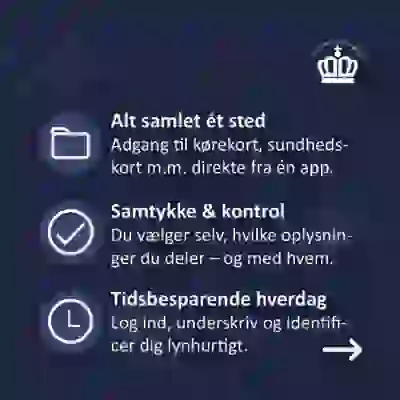 Alt samlet ét sted
Adgang til kørekort, sundheds-
kort m.m. direkte fra én app.
Samtykke & kontrol
Du vælger selv, hvilke oplysnin-
ger du deler – og med hvem.
Tidsbesparende hverdag
Log ind, underskriv og identifi-
cer dig lynhurtigt.